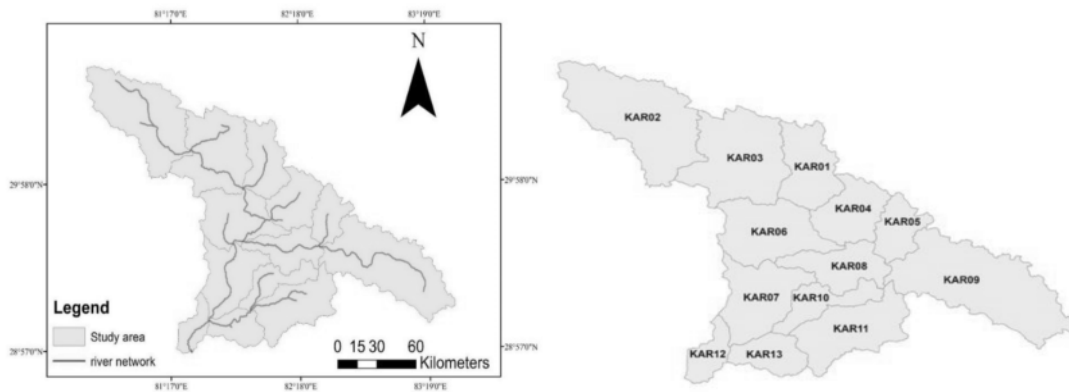 81°17'0"E 82°18'0"E 83°19'0"E
N
29°58'0"N
Legend
Study area
river network
0 15 30 60
Kilometers
28°57'0"N
81°17'0"E 82°18'0"E 83°19'0"E
KAR02
KAR03
KAR01
29°58'0"N
KAR04
KAR05
KAR06
KAR08
KAR09
KAR07
KAR10
KAR11
28°57'0"N
KAR12
KAR13